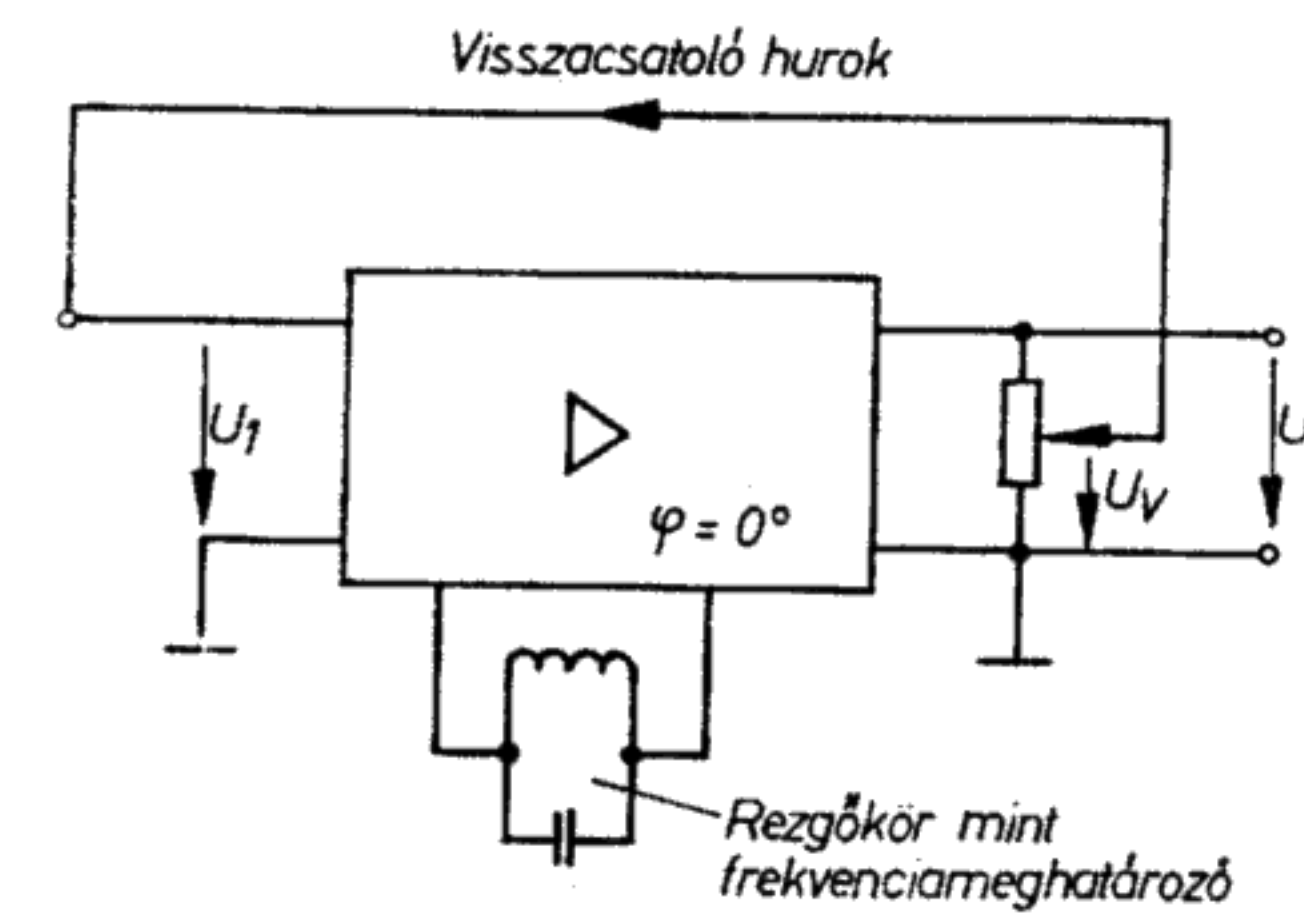 Visszacsatoló hurok
U1
φ = 0°
UV
U
Rezgőkör mint
frekvenciameghatározó